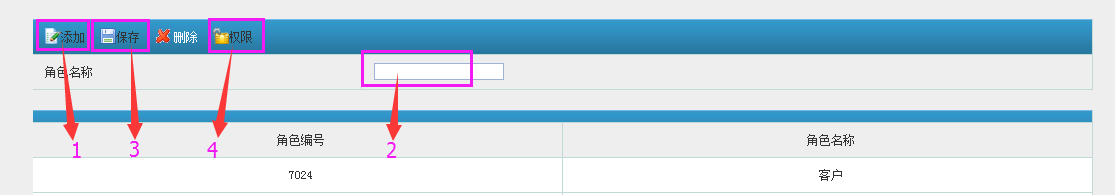 添加 保存 删除 权限
角色名称
1 3 4 2
角色编号 角色名称
7024 客户